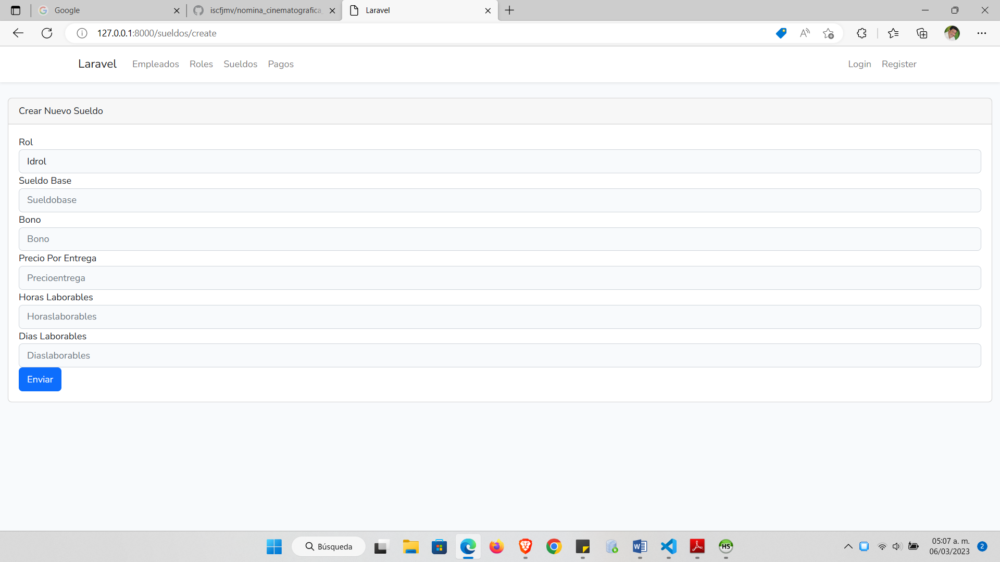 Google
iscfjmv/nomina_cinematografica_
Laravel
127.0.0.1:8000/sueldos/create
Laravel Empleados Roles Sueldos Pagos Login Register
Crear Nuevo Sueldo
Rol
Idrol
Sueldo Base
Sueldobase
Bono
Bono
Precio Por Entrega
Precioentrega
Horas Laborables
Horaslaborables
Dias Laborables
Diaslaborables
Enviar
Búsqueda
HS
05:07 a. m.
06/03/2023
2